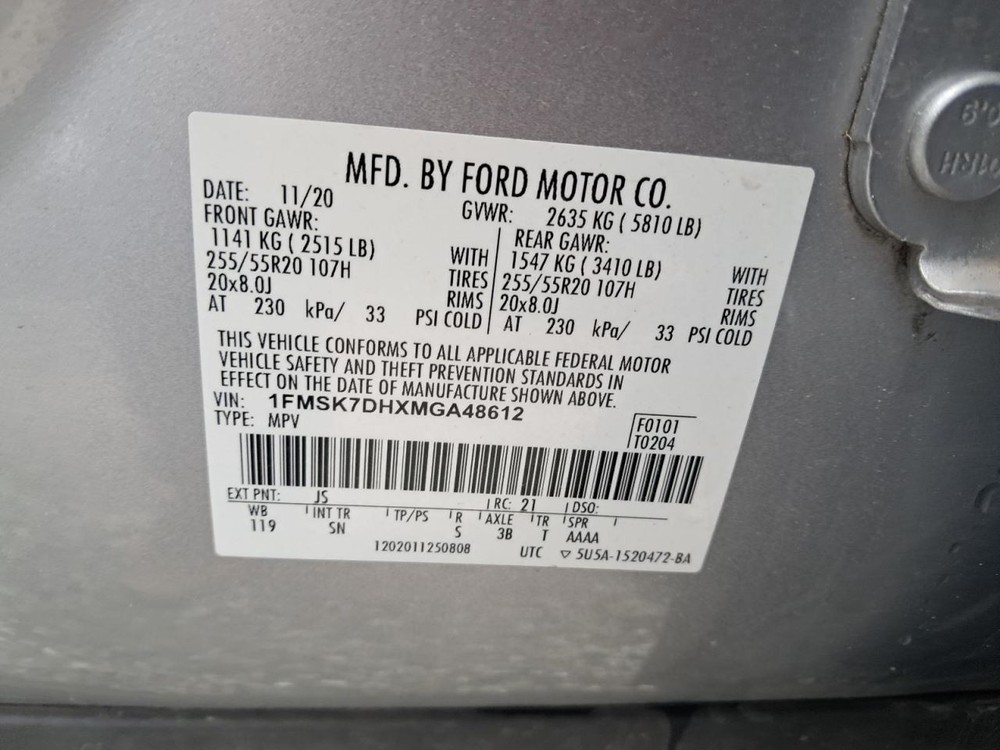 MFD. BY FORD MOTOR CO.
DATE: 11/20 GVWR: 2635 KG ( 5810 LB)
FRONT GAWR: REAR GAWR:
1141 KG ( 2515 LB) WITH 1547 KG ( 3410 LB) WITH
255/55R20 107H TIRES 255/55R20 107H TIRES
20x8.0J RIMS 20x8.0J RIMS
AT 230 kPa/ 33 PSI COLD AT 230 kPa/ 33 PSI COLD
THIS VEHICLE CONFORMS TO ALL APPLICABLE FEDERAL MOTOR
VEHICLE SAFETY AND THEFT PREVENTION STANDARDS IN
EFFECT ON THE DATE OF MANUFACTURE SHOWN ABOVE.
VIN: 1FMSK7DHXMGA48612
TYPE: MPV F0101
T0204
EXT PNT: JS RC: 21 DSO:
WB INT TR TP/PS R AXLE TR SPR
119 SN S 3B T AAAA
1202011250808 UTC ▽ 5U5A-1520472-BA